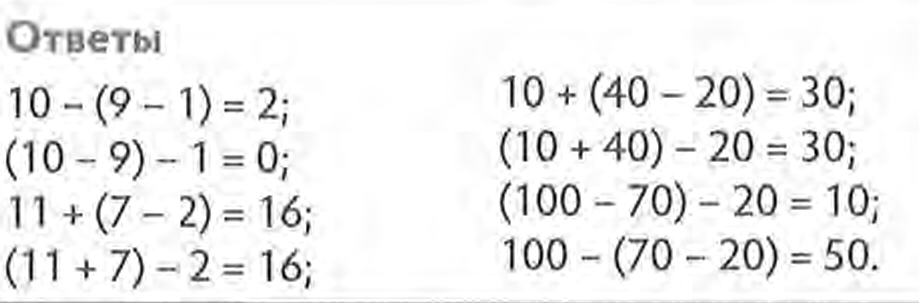 Ответы
10 – (9 – 1) = 2;
(10 – 9) – 1 = 0;
11 + (7 – 2) = 16;
(11 + 7) – 2 = 16;
10 + (40 – 20) = 30;
(10 + 40) – 20 = 30;
(100 – 70) – 20 = 10;
100 – (70 – 20) = 50.